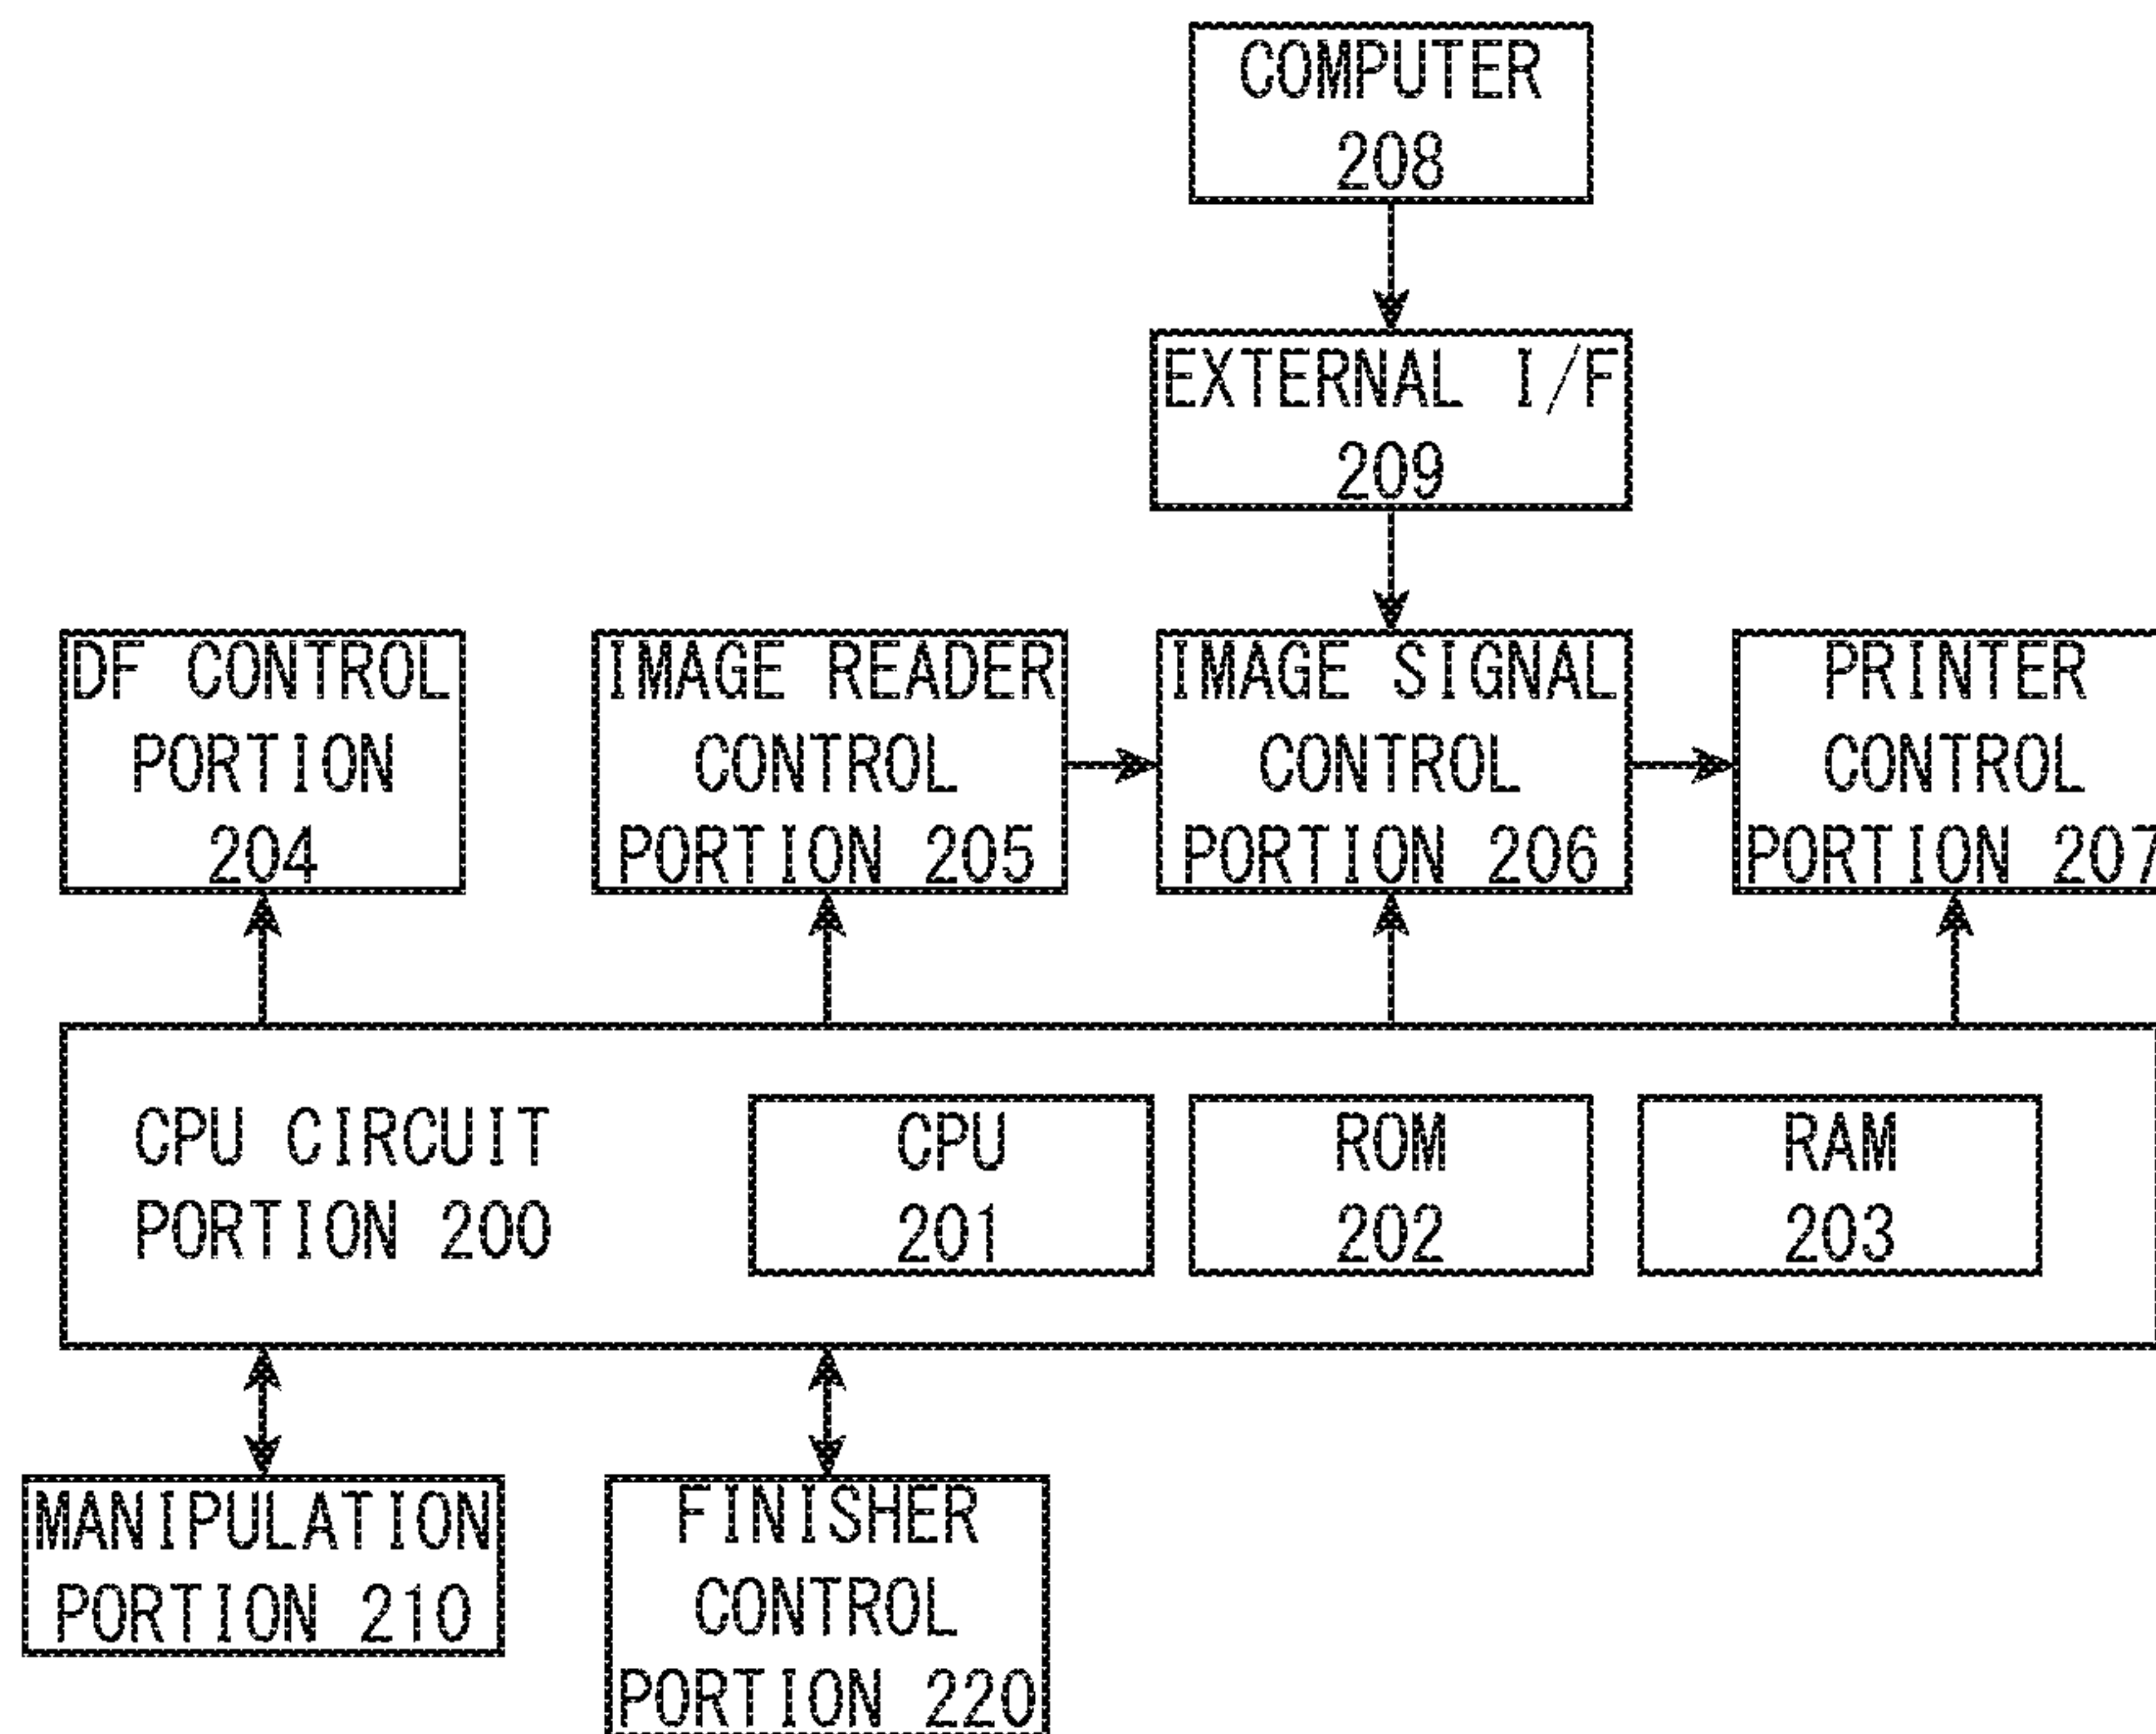 COMPUTER
208
EXTERNAL I/F
209
DF CONTROL
PORTION
204
IMAGE READER
CONTROL
PORTION 205
IMAGE SIGNAL
CONTROL
PORTION 206
PRINTER
CONTROL
PORTION 207
CPU CIRCUIT
PORTION 200
CPU
201
ROM
202
RAM
203
MANIPULATION
PORTION 210
FINISHER
CONTROL
PORTION 220